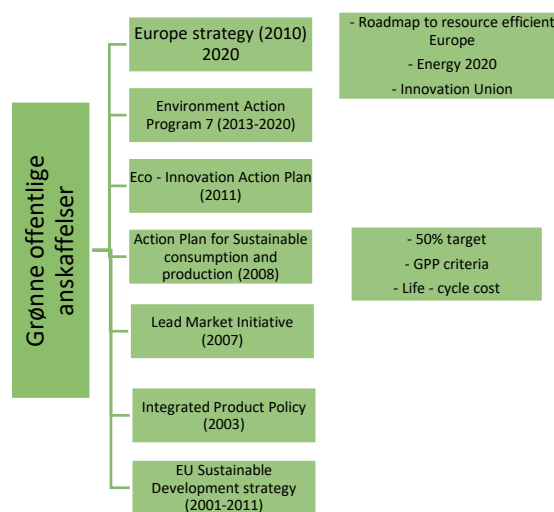 Grønne offentlige
anskaffelser
Europe strategy (2010)
2020
- Roadmap to resource efficient
Europe
- Energy 2020
- Innovation Union
Environment Action
Program 7 (2013-2020)
Eco - Innovation Action Plan
(2011)
Action Plan for Sustainable
consumption and
production (2008)
- 50% target
- GPP criteria
- Life - cycle cost
Lead Market Initiative
(2007)
Integrated Product Policy
(2003)
EU Sustainable
Development strategy
(2001-2011)